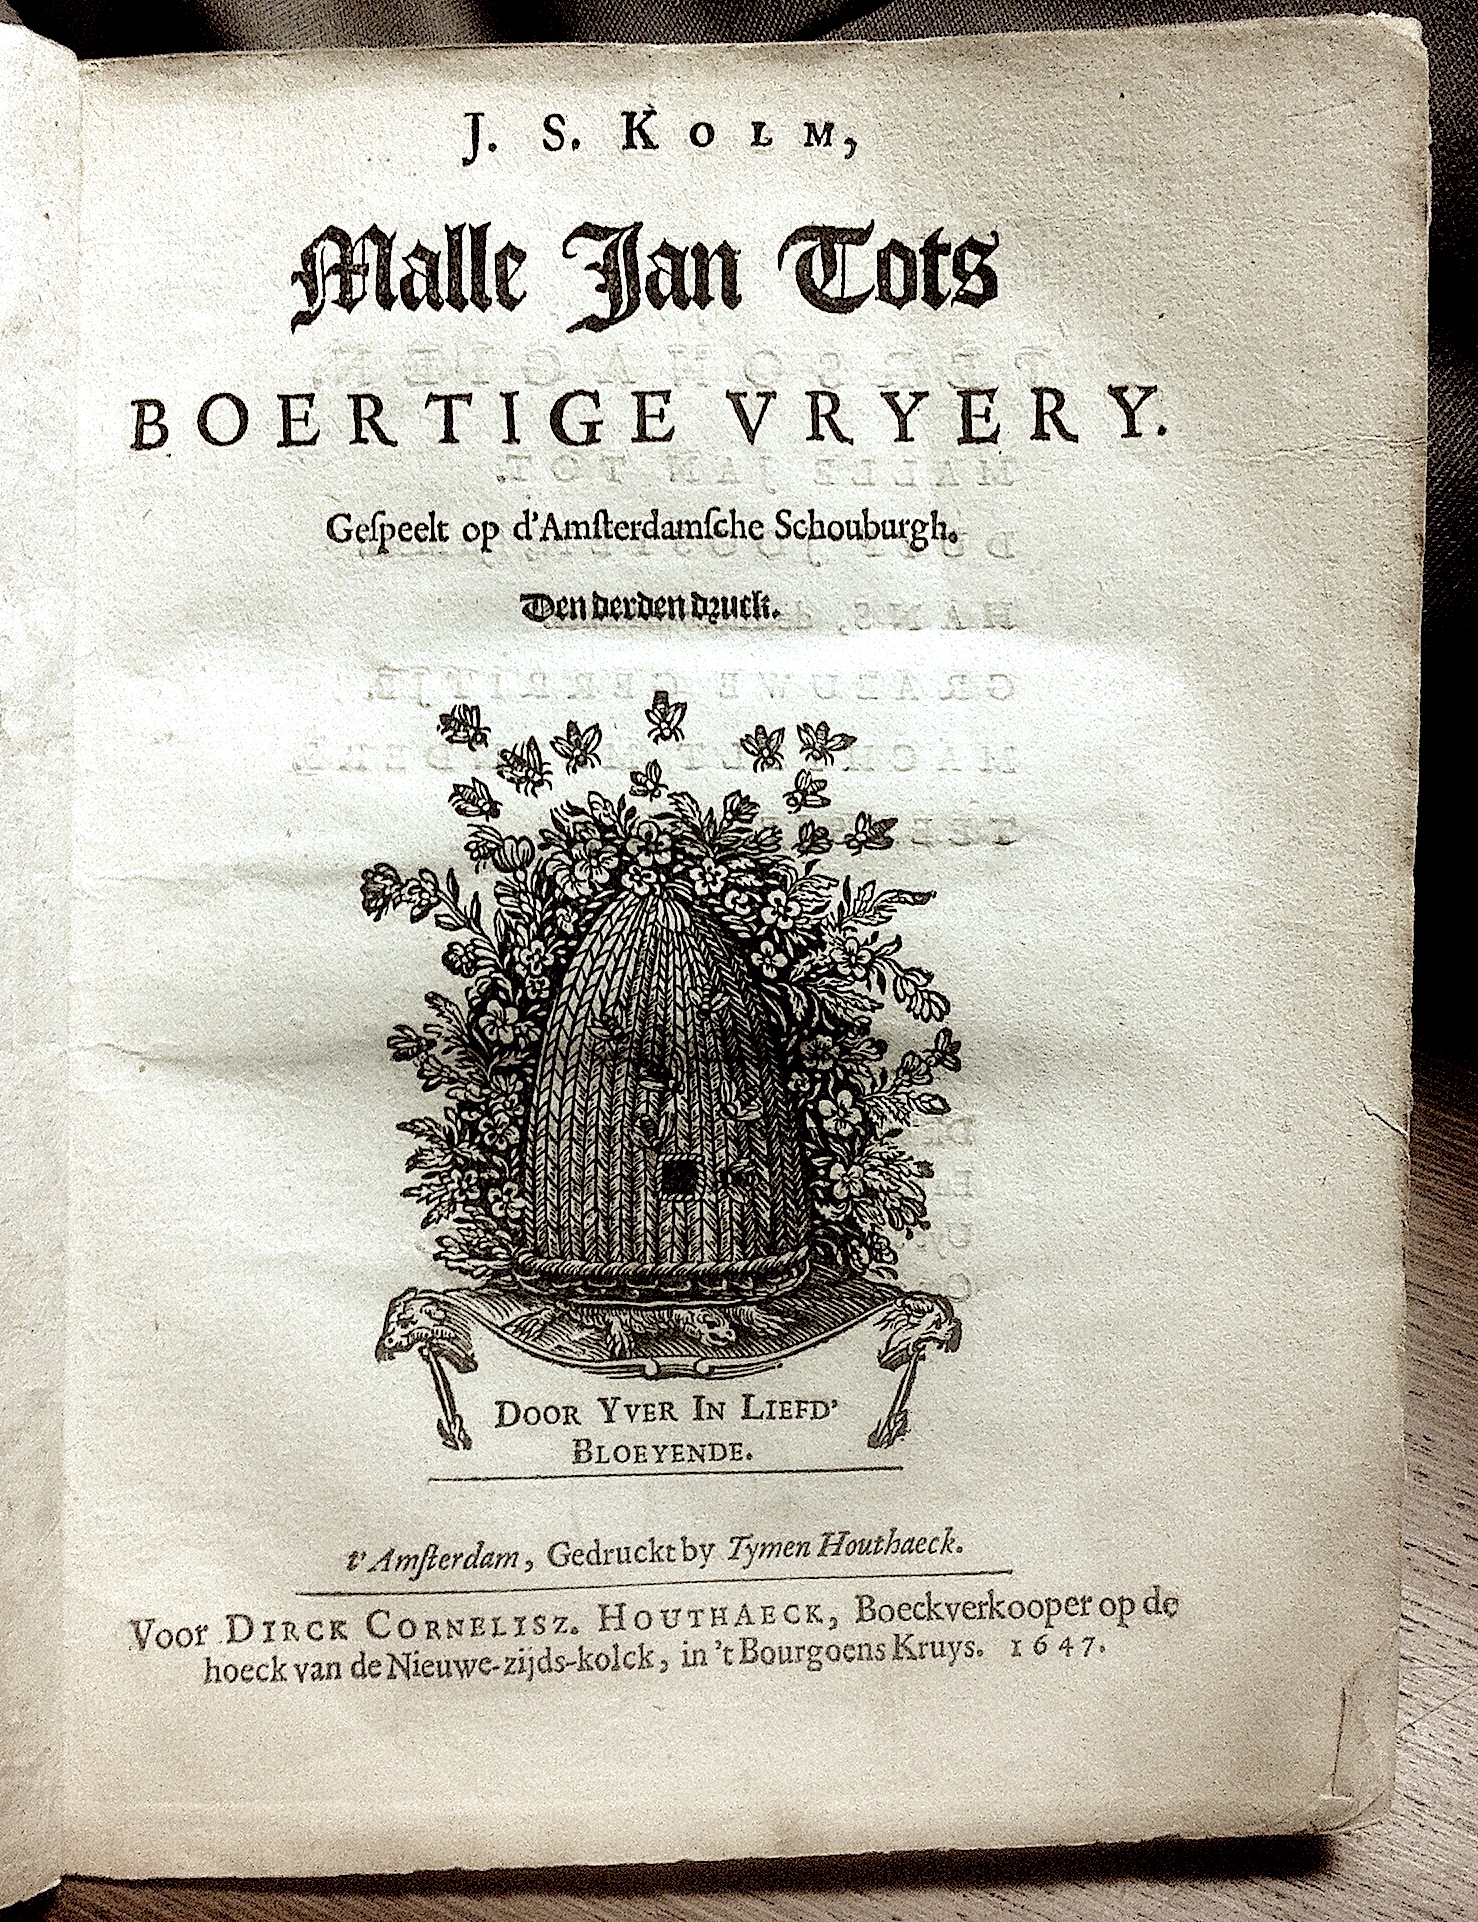 J. S. KOLM,
Malle Jan Tots
BOERTIGE VRYERY.
Geſpeelt op d'Amſterdamſche Schouburgh.
Den derden druck.
DOOR YVER IN LIEFD'
BLOEYENDE.
t'Amſterdam, Gedruckt by Tymen Houthaeck.
Voor DIRCK CORNELISZ. HOUTHAECK, Boeckverkooper op de
hoeck van de Nieuwe-zijds-kolck, in 't Bourgoens Kruys. 1647.